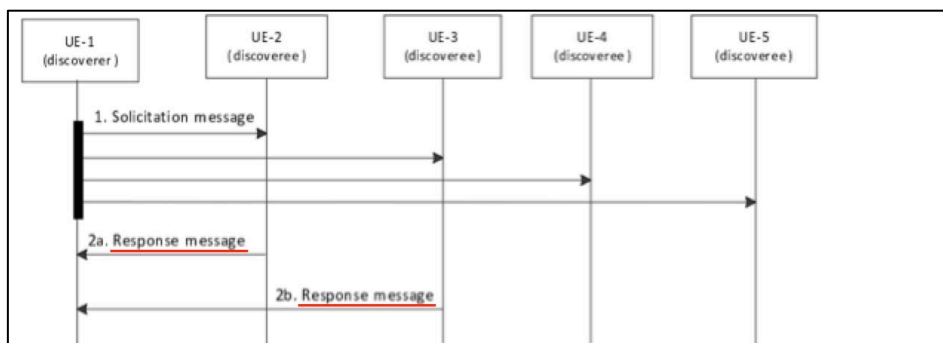 UE-1
(discoverer)
UE-2
(discoveree)
UE-3
(discoveree)
UE-4
(discoveree)
UE-5
(discoveree)
1. Solicitation message
2a. Response message
2b. Response message